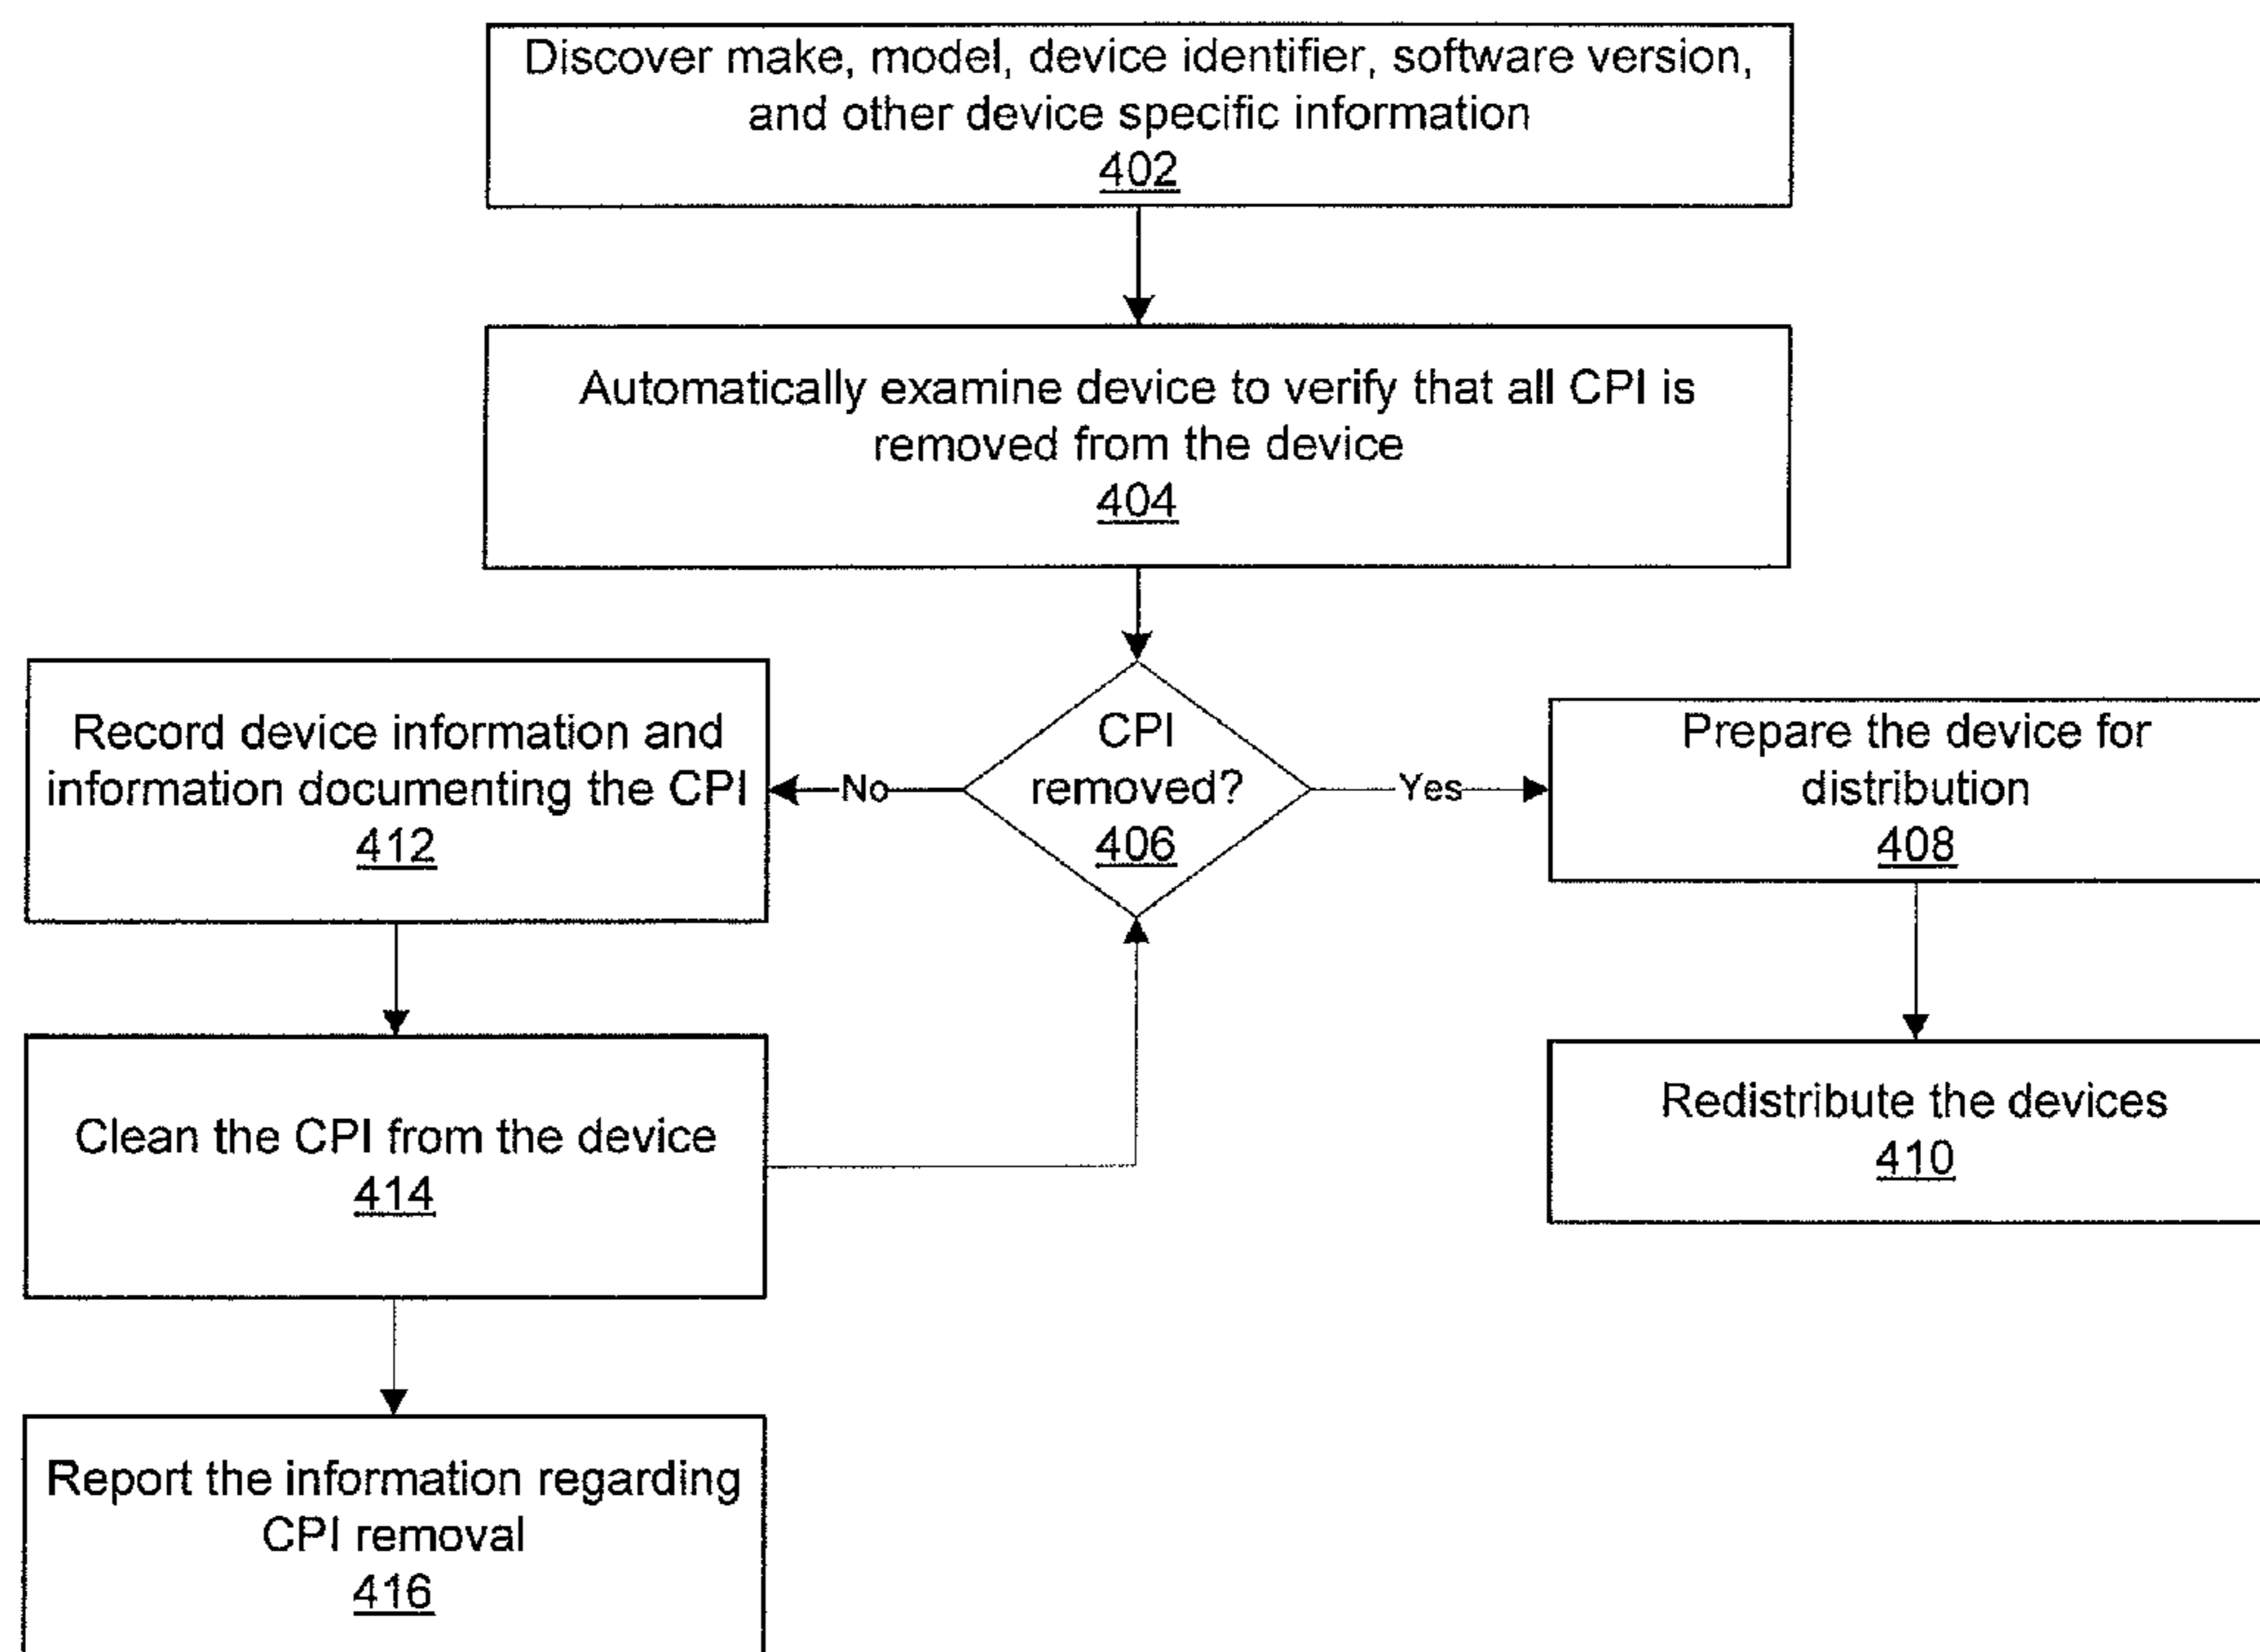 Discover make, model, device identifier, software version,
and other device specific information
402
Automatically examine device to verify that all CPI is
removed from the device
404
CPI
removed?
406
No
Yes
Record device information and
information documenting the CPI
412
Prepare the device for
distribution
408
Clean the CPI from the device
414
Redistribute the devices
410
Report the information regarding
CPI removal
416